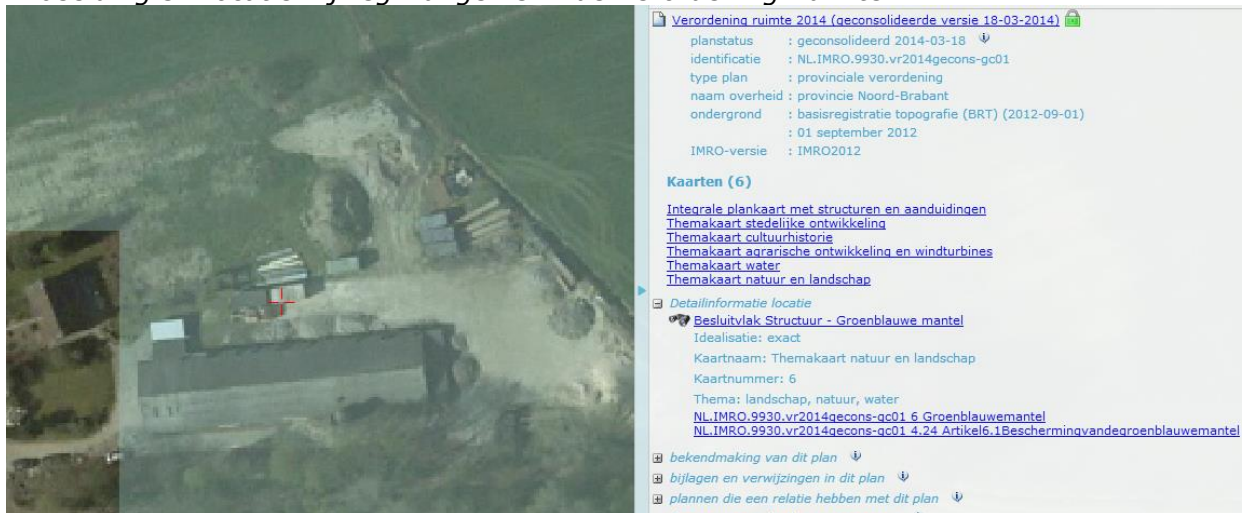 Verordening ruimte 2014 (geconsolideerde versie 18-03-2014)
planstatus : geconsolideerd 2014-03-18
identificatie : NL.IMRO.9930.vr2014gecons-gc01
type plan : provinciale verordening
naam overheid : provincie Noord-Brabant
ondergrond : basisregistratie topografie (BRT) (2012-09-01)
: 01 september 2012
IMRO-versie : IMRO2012
Kaarten (6)
Integrale plankaart met structuren en aanduidingen
Themakaart stedelijke ontwikkeling
Themakaart cultuurhistorie
Themakaart agrarische ontwikkeling en windturbines
Themakaart water
Themakaart natuur en landschap
Detailinformatie locatie
Besluitvlak Structuur - Groenblauwe mantel
Idealisatie: exact
Kaartnaam: Themakaart natuur en landschap
Kaartnummer: 6
Thema: landschap, natuur, water
NL.IMRO.9930.vr2014gecons-gc01 6 Groenblauwemantel
NL.IMRO.9930.vr2014gecons-gc01 4.24 Artikel6.1Beschermingvandegroenblauwemantel
bekendmaking van dit plan
bijlagen en verwijzingen in dit plan
plannen die een relatie hebben met dit plan